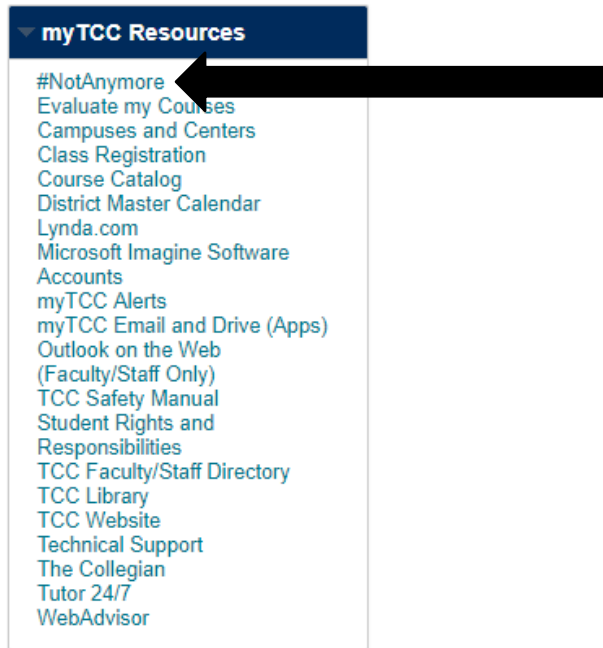 myTCC Resources
#NotAnymore
Evaluate my Courses
Campuses and Centers
Class Registration
Course Catalog
District Master Calendar
Lynda.com
Microsoft Imagine Software
Accounts
myTCC Alerts
myTCC Email and Drive (Apps)
Outlook on the Web
(Faculty/Staff Only)
TCC Safety Manual
Student Rights and
Responsibilities
TCC Faculty/Staff Directory
TCC Library
TCC Website
Technical Support
The Collegian
Tutor 24/7
WebAdvisor